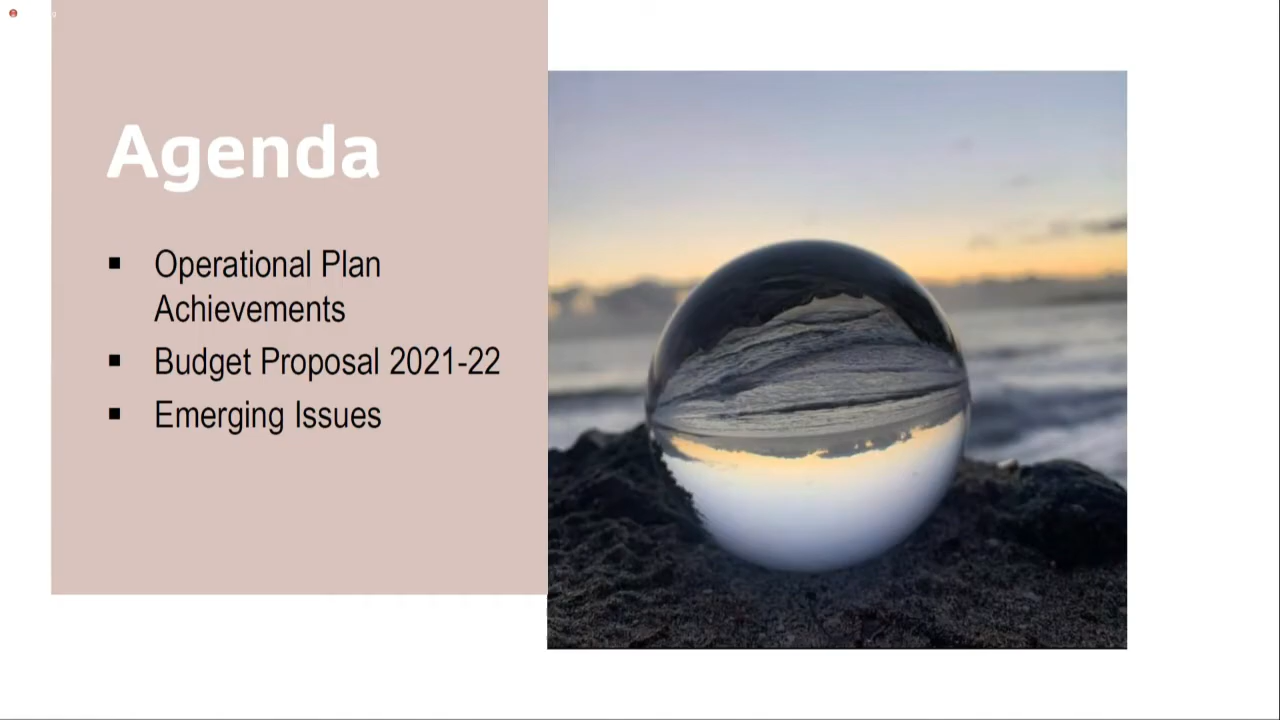 Agenda
▪ Operational Plan
Achievements
▪ Budget Proposal 2021-22
▪ Emerging Issues